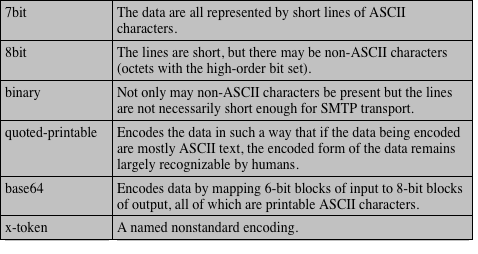 7bit The data are all represented by short lines of ASCII
characters.
8bit The lines are short, but there may be non-ASCII characters
(octets with the high-order bit set).
binary Not only may non-ASCII characters be present but the lines
are not necessarily short enough for SMTP transport.
quoted-printable Encodes the data in such a way that if the data being encoded
are mostly ASCII text, the encoded form of the data remains
largely recognizable by humans.
base64 Encodes data by mapping 6-bit blocks of input to 8-bit blocks
of output, all of which are printable ASCII characters.
x-token A named nonstandard encoding.